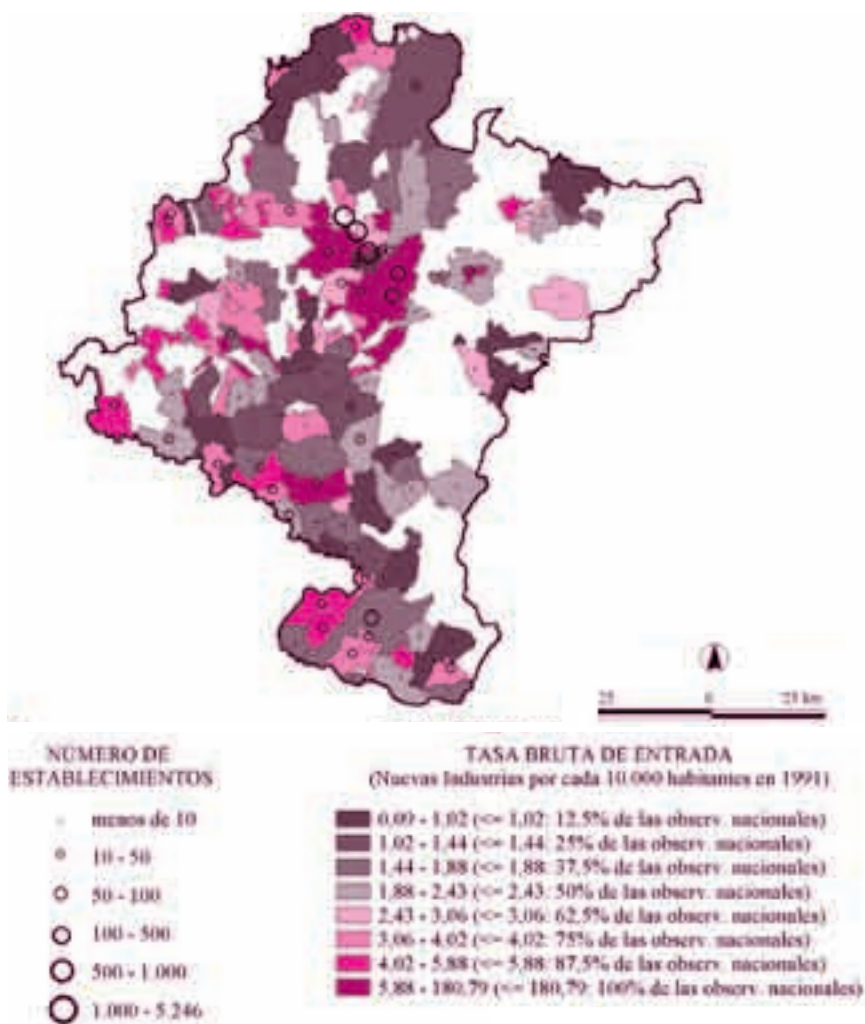 25 0 25 km
NÚMERO DE
ESTABLECIMIENTOS
menos de 10
10 - 50
50 - 100
100 - 500
500 - 1.000
1.000 - 5.246
TASA BRUTA DE ENTRADA
(Nuevas Industrias por cada 10.000 habitantes en 1991)
0,09 - 1,02 (<= 1,02: 12.5% de las observ. nacionales)
1,02 - 1,44 (<= 1,44: 25% de las observ. nacionales)
1,44 - 1,88 (<= 1,88: 37,5% de las observ. nacionales)
1,88 - 2,43 (<= 2,43: 50% de las observ. nacionales)
2,43 - 3,06 (<= 3,06: 62,5% de las observ. nacionales)
3,06 - 4,02 (<= 4,02: 75% de las observ. nacionales)
4,02 - 5,88 (<= 5,88: 87,5% de las observ. nacionales)
5,88 - 180,79 (<= 180,79: 100% de las observ. nacionales)